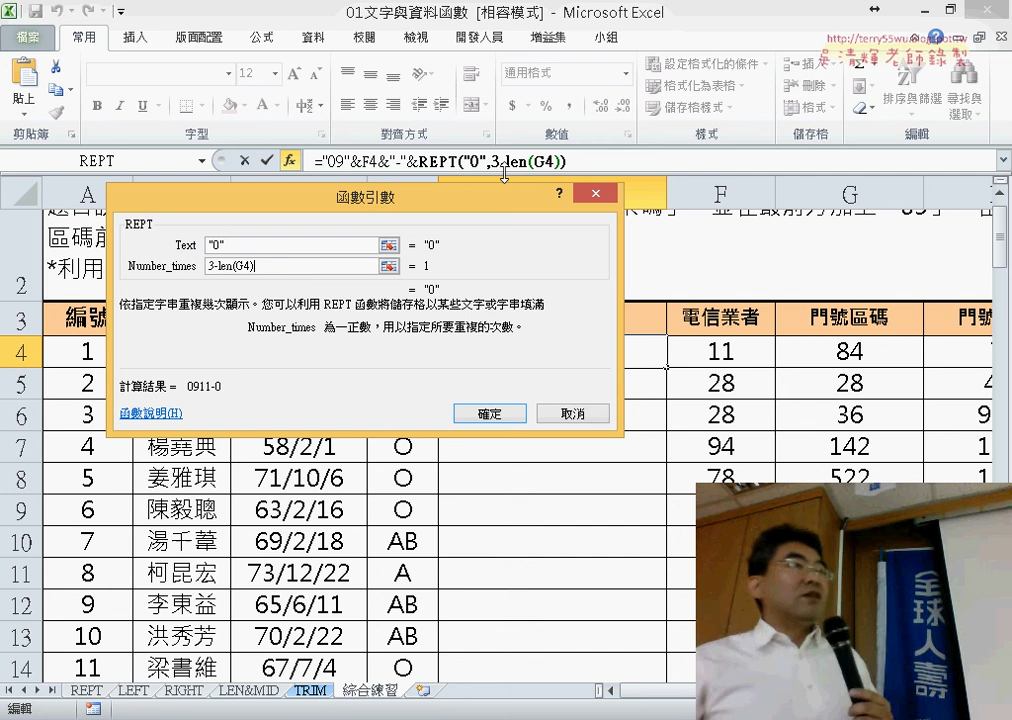 01文字與資料函數 [相容模式] - Microsoft Excel
檔案 常用 插入 版面配置 公式 資料 校閱 檢視 開發人員 增益集 小組
http://terry55wu.blogspot.tw
吳清輝老師錄製
貼上
12
通用格式
設定格式化的條件
格式化為表格
儲存格樣式
插入
刪除
格式
排序與篩選 尋找與選取
剪貼簿 字型 對齊方式 數值 樣式 儲存格 編輯
REPT
="09"&F4&"-"&REPT("0",3-len(G4))
A F G
函數引數
REPT
Text "0" = "0"
Number_times 3-len(G4) = 1
= "0"
依指定字串重複幾次顯示。您可以利用 REPT 函數將儲存格以某些文字或字串填滿
Number_times 為一正數，用以指定所要重複的次數。
計算結果 = 0911-0
函數說明(H)
確定 取消
區碼前
2 *利用
3 編號 電信業者 門號區碼 門號
4 1 11 84
5 2 28 28 4
6 3 28 36 9
7 4 楊堯典 58/2/1 O 94 142 1
8 5 姜雅琪 71/10/6 O 78 522 1
9 6 陳毅聰 63/2/16 O
10 7 湯千葦 69/2/18 AB
11 8 柯昆宏 73/12/22 A
12 9 李東益 65/6/11 AB
13 10 洪秀芳 70/2/22 AB
14 11 梁書維 67/7/4 O
全球人壽
REPT LEFT RIGHT LEN&MID TRIM 綜合練習
編輯